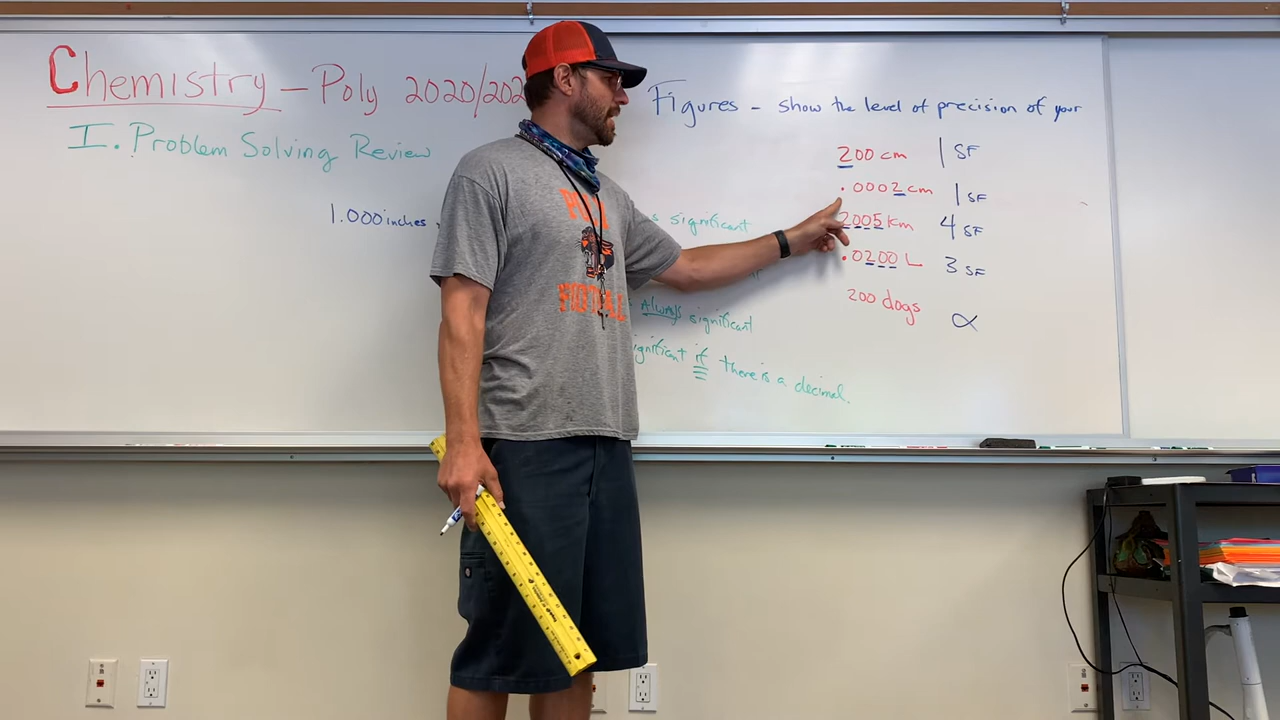 Chemistry – Poly 2020/202
Figures – show the level of precision of your
I. Problem Solving Review
200 cm 1 SF
.0002 cm 1 SF
1.000 inches
significant
2005 km 4 SF
.0200 L 3 SF
200 dogs ∝
Always significant
ignificant if there is a decimal.
FOOTBAL